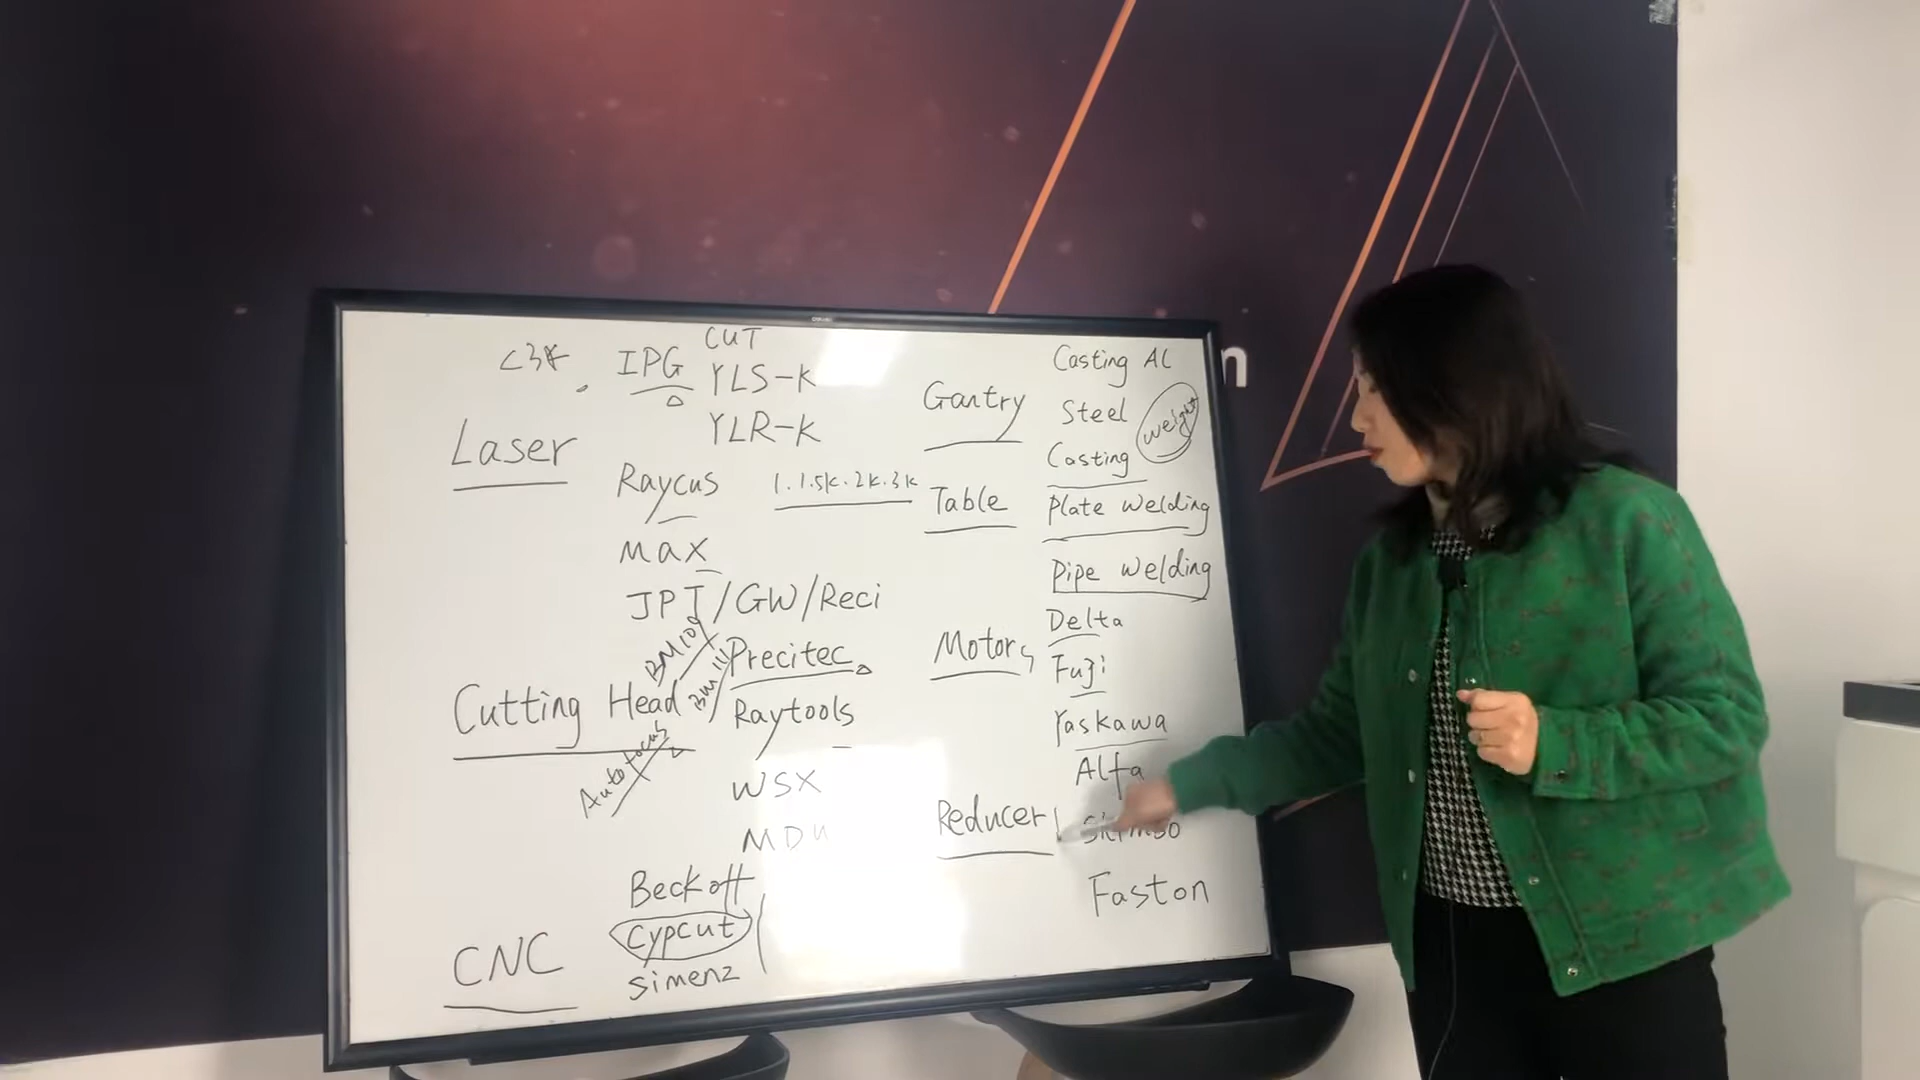 <3K
IPG
CUT
YLS-K
YLR-K
Laser
Raycus 1. 1.5K. 2K. 3K
Max
JPT/GW/Reci
BM109
BM111
Precitec
Cutting Head
Raytools
Autofocus
WSX
Beckoff
Cypcut
CNC
Simenz
Casting AL
Gantry
Steel
weight
Casting
Table
Plate Welding
Pipe Welding
Delta
Motors
Fuji
Yaskawa
Alfa
Reducer
Faston
n